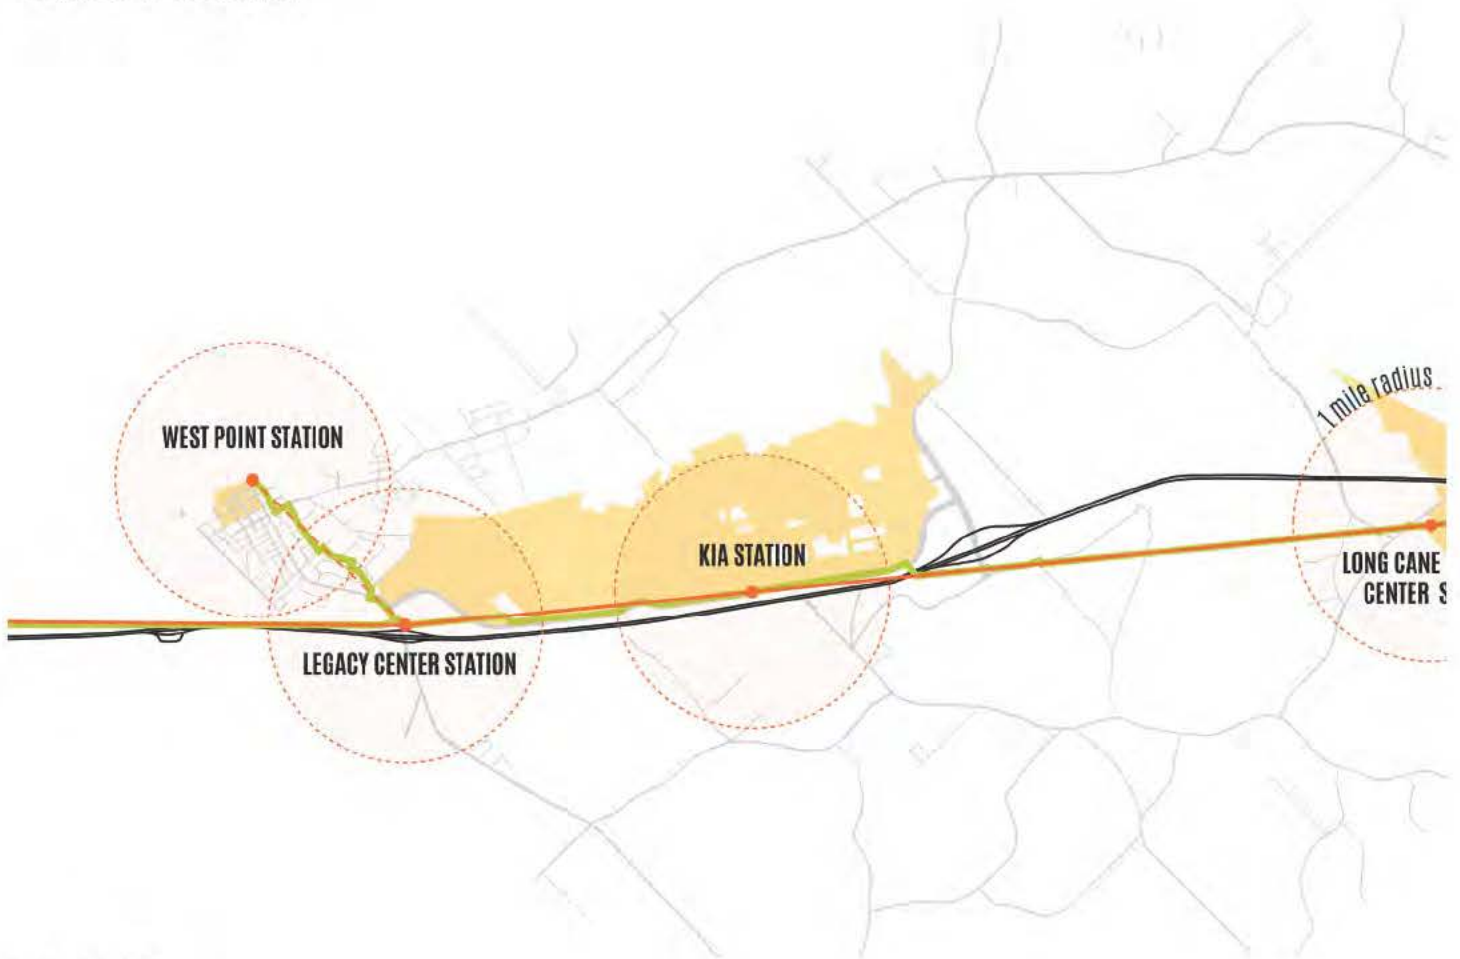 1 mile radius
WEST POINT STATION
KIA STATION
LONG CANE
CENTER S
LEGACY CENTER STATION